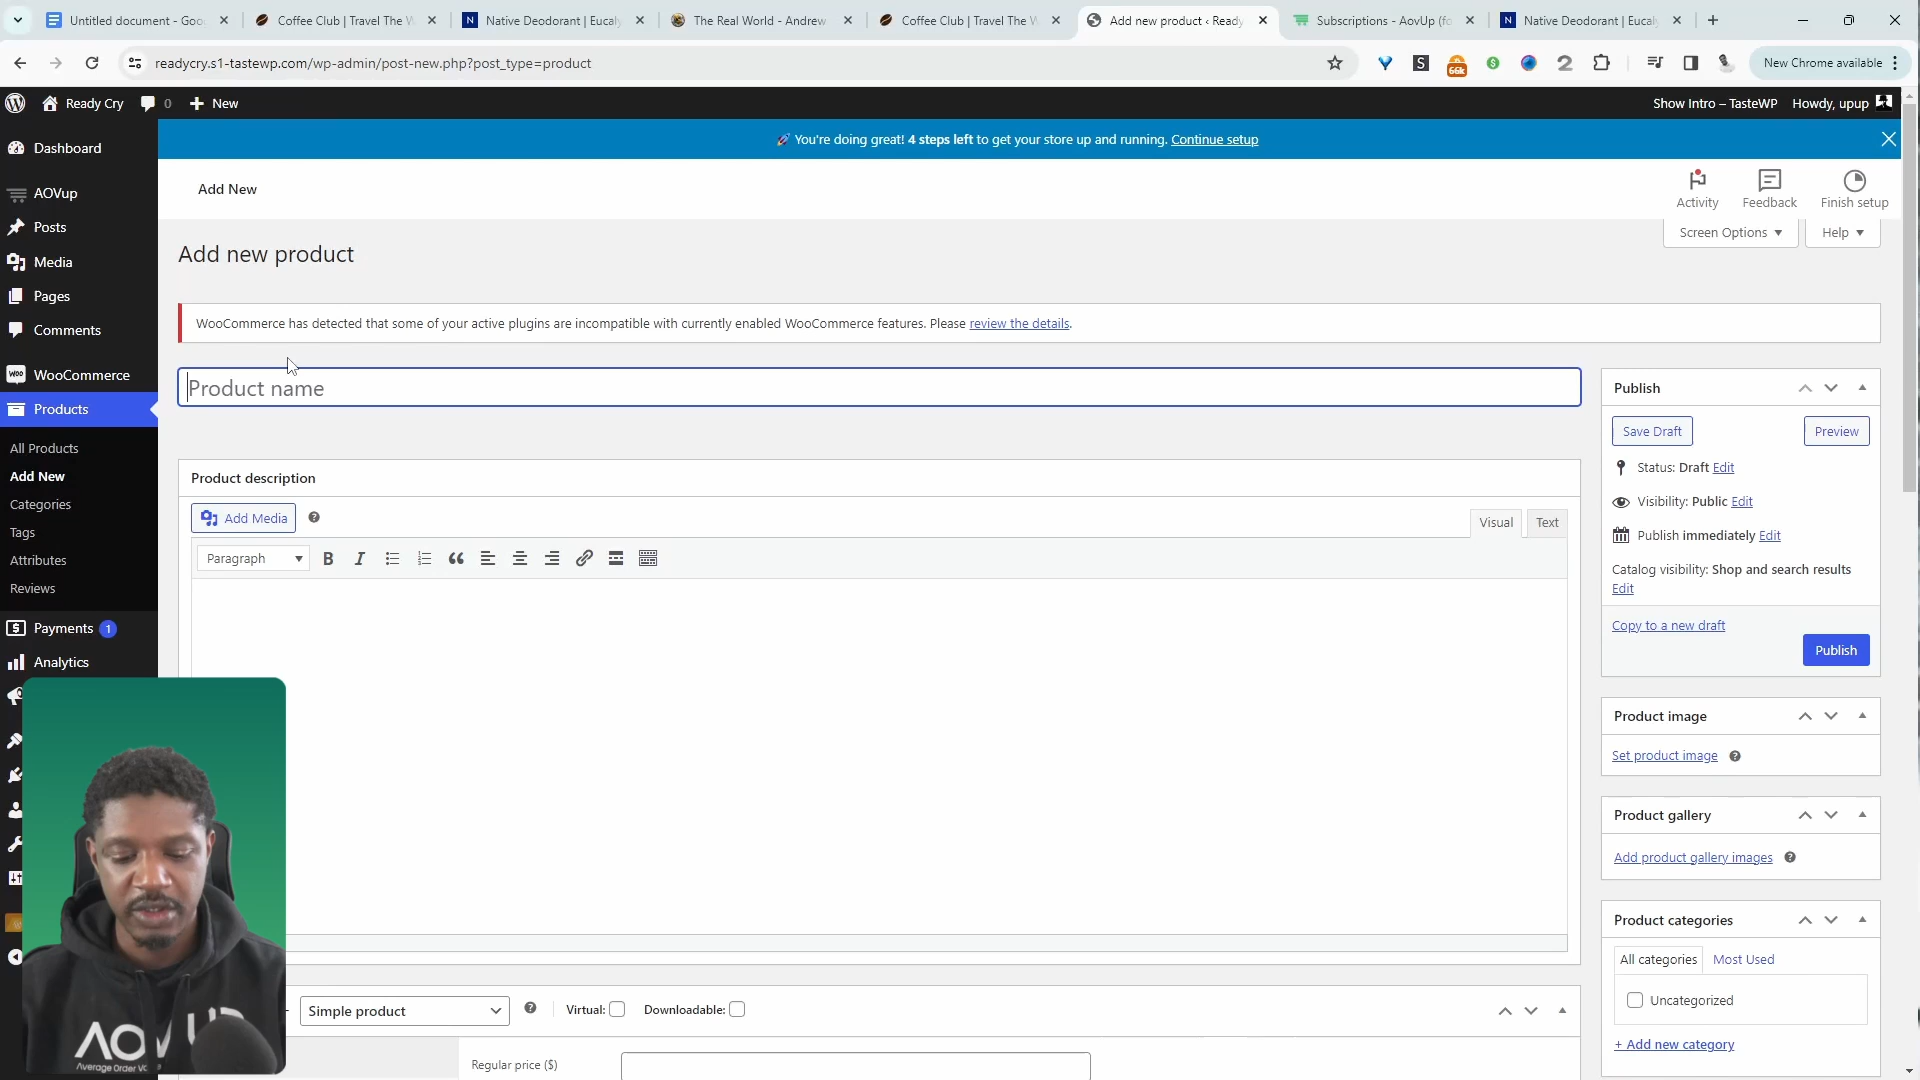 Untitled document - Goo
Coffee Club | Travel The W
Native Deodorant | Eucaly
The Real World - Andrew
Coffee Club | Travel The W
Add new product ‹ Ready
Subscriptions - AovUp (fo
Native Deodorant | Eucaly
readycry.s1-tastewp.com/wp-admin/post-new.php?post_type=product
66k
New Chrome available
Ready Cry
0
New
Show Intro – TasteWP
Howdy, upup
🚀 You're doing great! 4 steps left to get your store up and running. Continue setup
Dashboard
AOVup
Posts
Media
Pages
Comments
WooCommerce
Products
All Products
Add New
Categories
Tags
Attributes
Reviews
Payments 1
Analytics
Add New
Activity
Feedback
Finish setup
Screen Options
Help
Add new product
WooCommerce has detected that some of your active plugins are incompatible with currently enabled WooCommerce features. Please review the details.
Product name
Product description
Add Media
Visual
Text
Paragraph
Simple product
Virtual:
Downloadable:
Regular price ($)
Publish
Save Draft
Preview
Status: Draft Edit
Visibility: Public Edit
Publish immediately Edit
Catalog visibility: Shop and search results
Edit
Copy to a new draft
Publish
Product image
Set product image
Product gallery
Add product gallery images
Product categories
All categories
Most Used
Uncategorized
+ Add new category